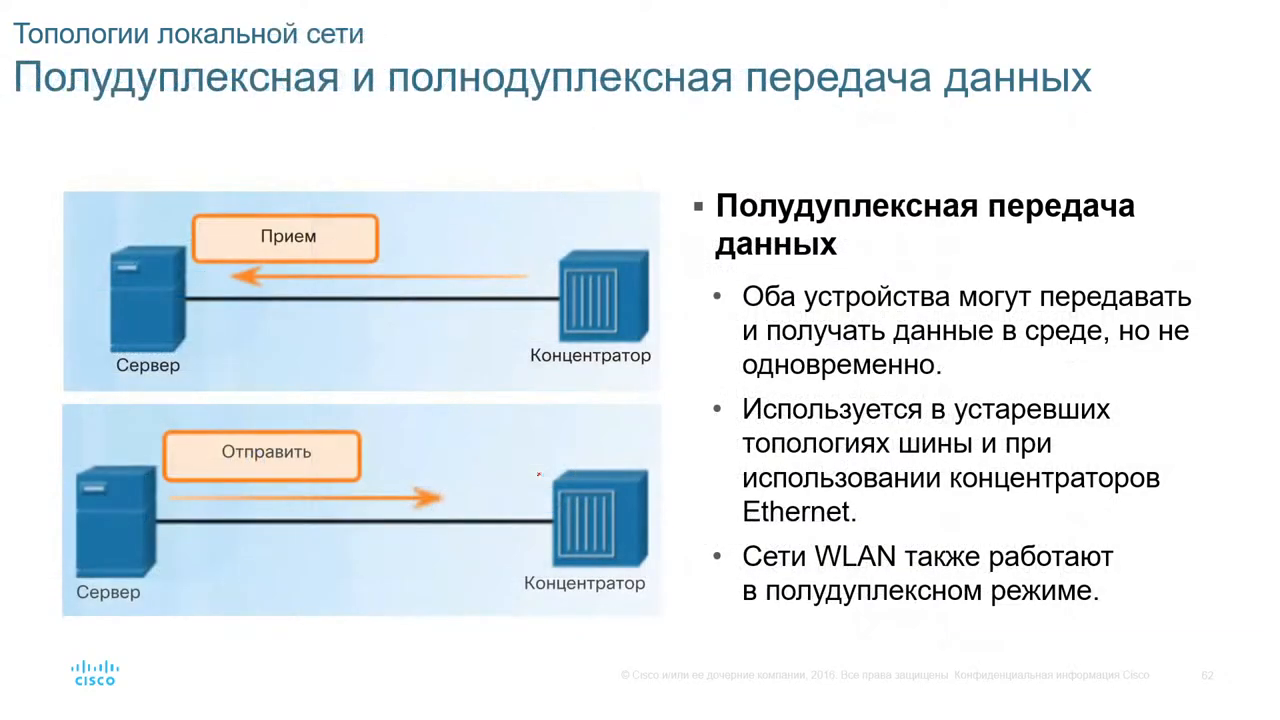 Топологии локальной сети
Полудуплексная и полнодуплексная передача данных
Прием
Сервер
Концентратор
Отправить
Сервер
Концентратор
▪ Полудуплексная передача
данных
• Оба устройства могут передавать
и получать данные в среде, но не
одновременно.
• Используется в устаревших
топологиях шины и при
использовании концентраторов
Ethernet.
• Сети WLAN также работают
в полудуплексном режиме.
CISCO
© Cisco и/или ее дочерние компании, 2016. Все права защищены. Конфиденциальная информация Cisco
62